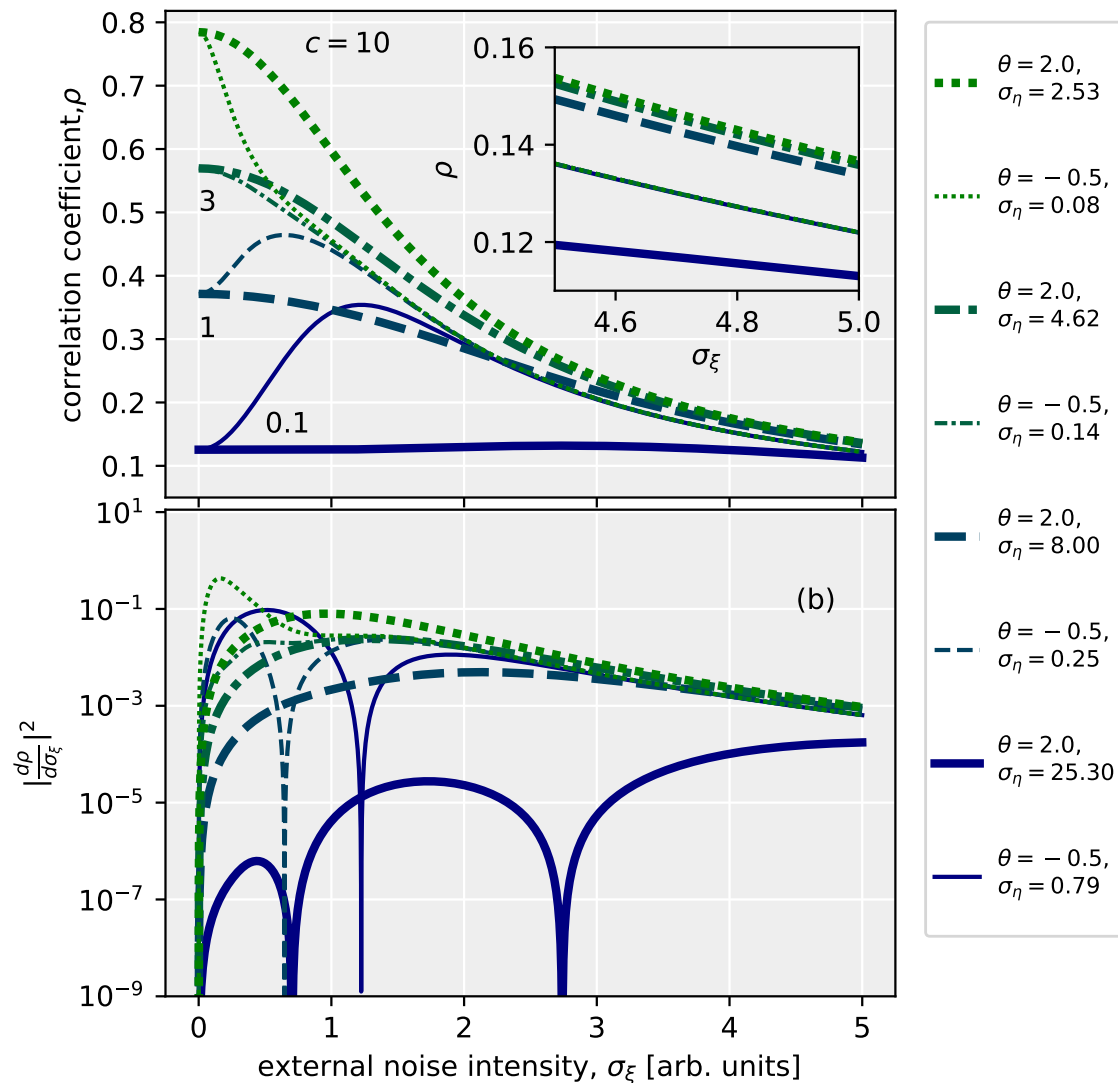 0.8
0.7
0.6
0.5
0.4
0.3
0.2
0.1
correlation coefficient,ρ
c = 10
3
1
0.1
0.16
0.14
0.12
ρ
4.6 4.8 5.0
σ_ξ
10^1
10^−1
10^−3
10^−5
10^−7
10^−9
|dρ/dσ_ξ|^2
(b)
0 1 2 3 4 5
external noise intensity, σ_ξ [arb. units]
θ = 2.0,
σ_η = 2.53
θ = −0.5,
σ_η = 0.08
θ = 2.0,
σ_η = 4.62
θ = −0.5,
σ_η = 0.14
θ = 2.0,
σ_η = 8.00
θ = −0.5,
σ_η = 0.25
θ = 2.0,
σ_η = 25.30
θ = −0.5,
σ_η = 0.79